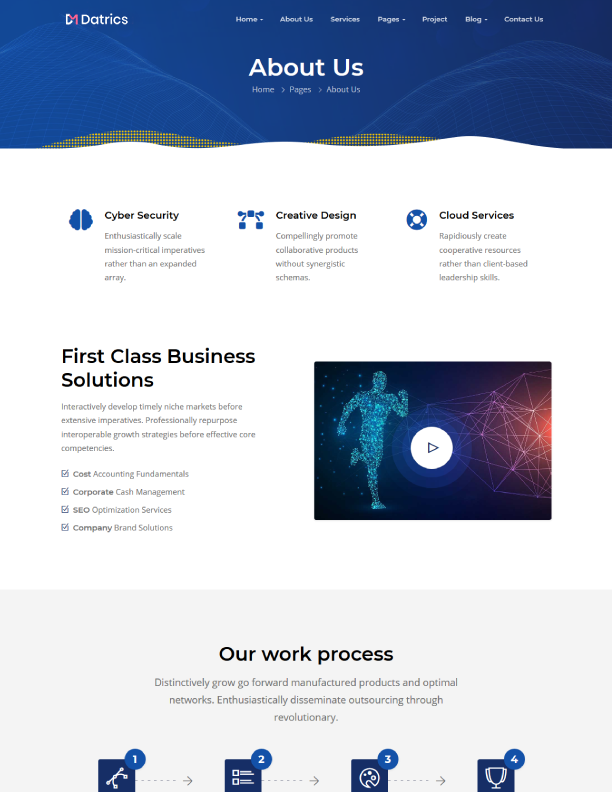 Datrics
Home About Us Services Pages Project Blog Contact Us
About Us
Home > Pages > About Us
Cyber Security
Enthusiastically scale
mission-critical imperatives
rather than an expanded
array.
Creative Design
Compellingly promote
collaborative products
without synergistic
schemas.
Cloud Services
Rapidiously create
cooperative resources
rather than client-based
leadership skills.
First Class Business
Solutions
Interactively develop timely niche markets before
extensive imperatives. Professionally repurpose
interoperable growth strategies before effective core
competencies.
Cost Accounting Fundamentals
Corporate Cash Management
SEO Optimization Services
Company Brand Solutions
Our work process
Distinctively grow go forward manufactured products and optimal
networks. Enthusiastically disseminate outsourcing through
revolutionary.
1 2 3 4